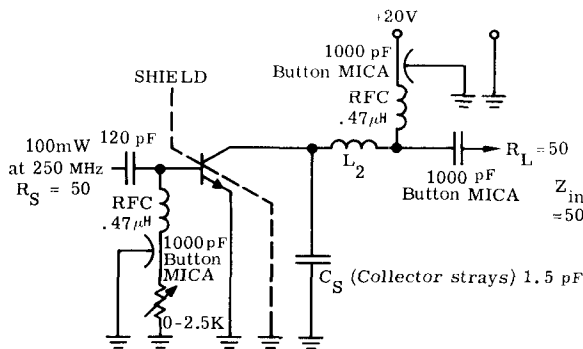 +20V
1000 pF
Button MICA
SHIELD
RFC
.47μH
100mW
at 250 MHz
R_S = 50
120 pF
L_2
R_L = 50
1000 pF
Button MICA
Z_in
=50
RFC
.47μH
1000pF
Button
MICA
C_S (Collector strays) 1.5 pF
0-2.5K